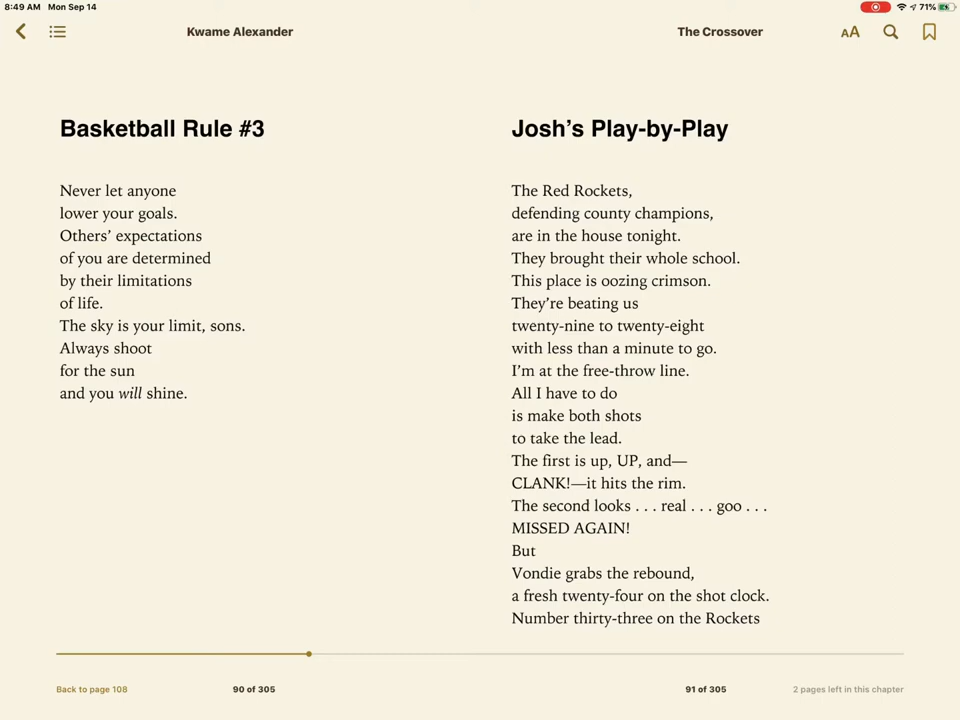 8:49 AM Mon Sep 14
71%
Kwame Alexander
The Crossover
AA
Basketball Rule #3
Never let anyone
lower your goals.
Others’ expectations
of you are determined
by their limitations
of life.
The sky is your limit, sons.
Always shoot
for the sun
and you will shine.
Josh’s Play-by-Play
The Red Rockets,
defending county champions,
are in the house tonight.
They brought their whole school.
This place is oozing crimson.
They’re beating us
twenty-nine to twenty-eight
with less than a minute to go.
I’m at the free-throw line.
All I have to do
is make both shots
to take the lead.
The first is up, UP, and—
CLANK!—it hits the rim.
The second looks . . . real . . . goo . . .
MISSED AGAIN!
But
Vondie grabs the rebound,
a fresh twenty-four on the shot clock.
Number thirty-three on the Rockets
Back to page 108
90 of 305
91 of 305
2 pages left in this chapter